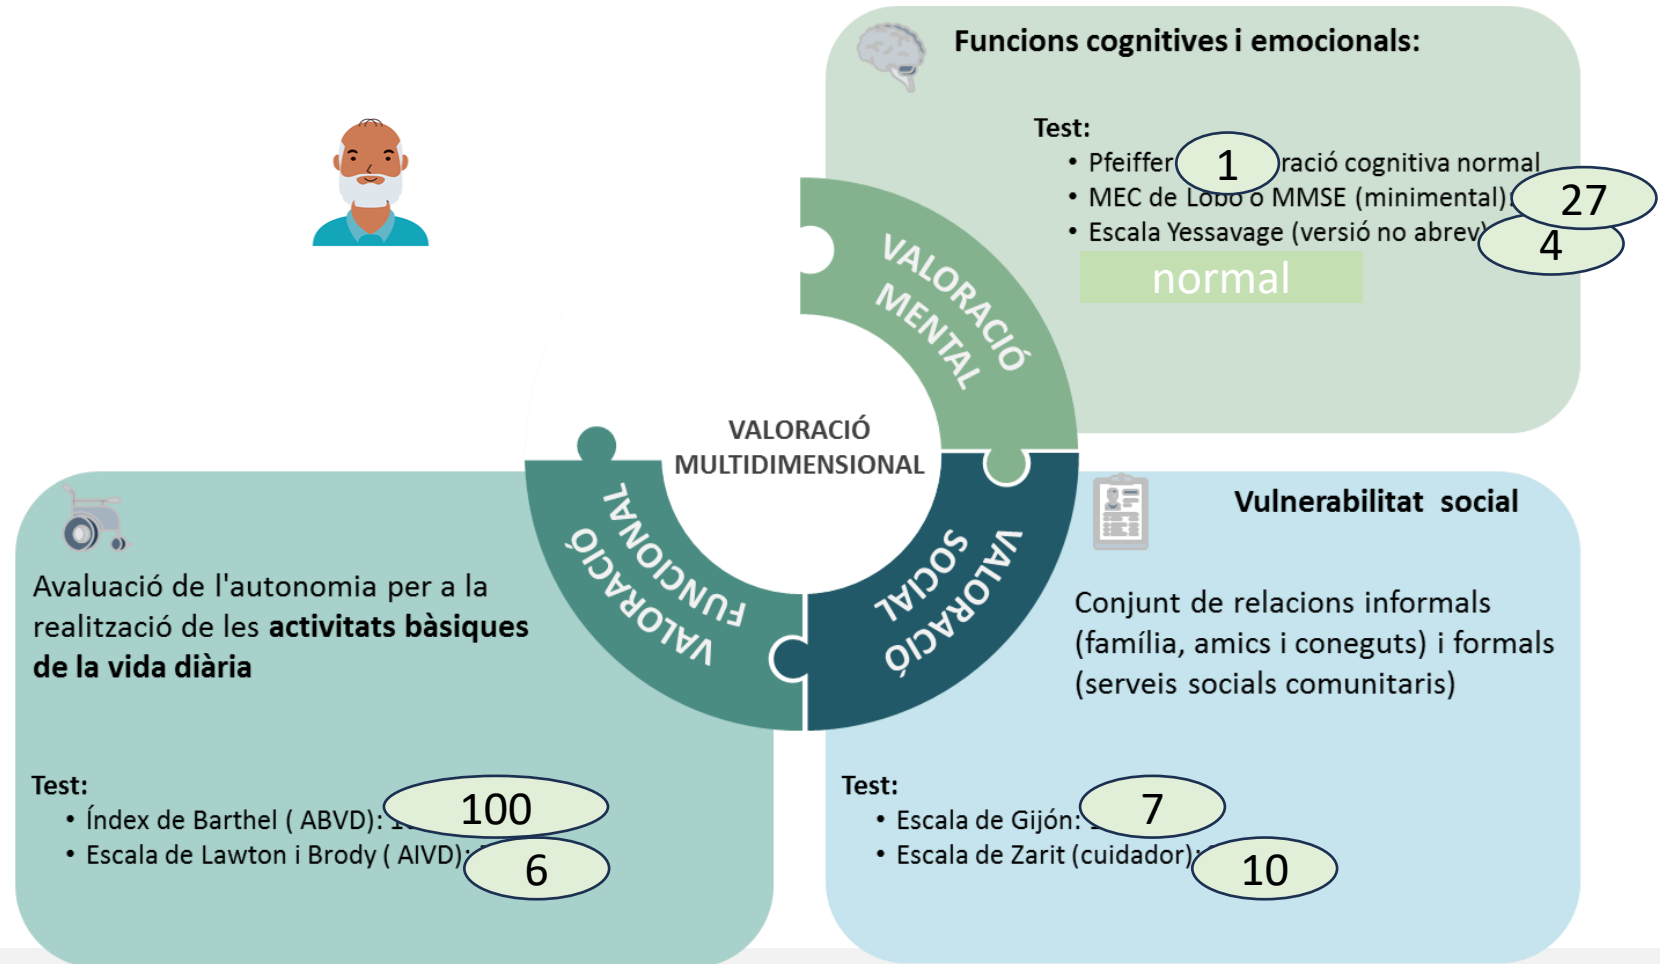 Funcions cognitives i emocionals:
Test:
• Pfeiffer 1 ració cognitiva normal
• MEC de Lobo o MMSE (minimental): 27
• Escala Yessavage (versió no abrev) 4
normal
VALORACIÓ
MENTAL
VALORACIÓ
MULTIDIMENSIONAL
VALORACIÓ
FUNCIONAL
VALORACIÓ
SOCIAL
Avaluació de l'autonomia per a la
realització de les activitats bàsiques
de la vida diària
Test:
• Índex de Barthel ( ABVD): 100
• Escala de Lawton i Brody ( AIVD): 6
Vulnerabilitat social
Conjunt de relacions informals
(família, amics i coneguts) i formals
(serveis socials comunitaris)
Test:
• Escala de Gijón: 7
• Escala de Zarit (cuidador): 10